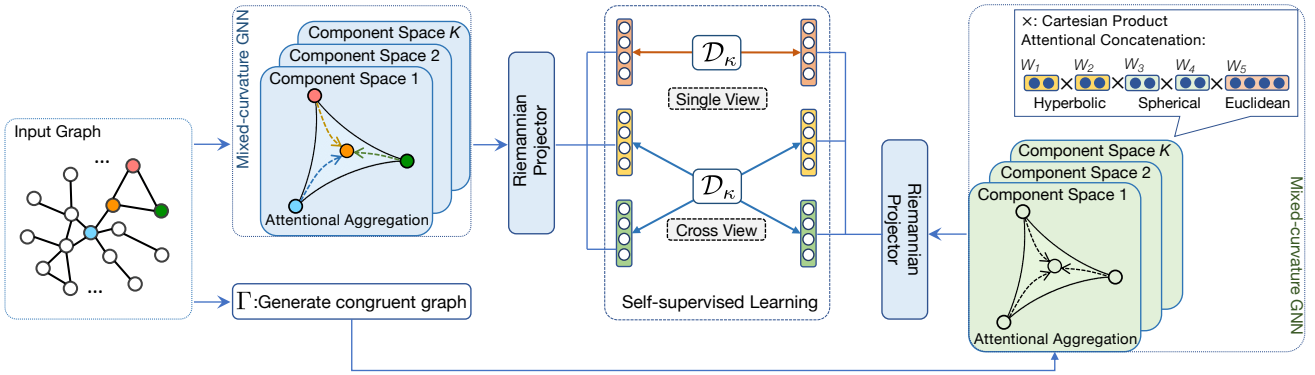 Input Graph
...
...
Mixed-curvature GNN
Component Space K
Component Space 2
Component Space 1
Attentional Aggregation
Γ:Generate congruent graph
Riemannian
Projector
𝒟κ
Single View
𝒟κ
Cross View
Self-supervised Learning
Riemannian
Projector
×: Cartesian Product
Attentional Concatenation:
W1 W2 W3 W4 W5
× × × ×
Hyperbolic Spherical Euclidean
Component Space K
Component Space 2
Component Space 1
Attentional Aggregation
Mixed-curvature GNN